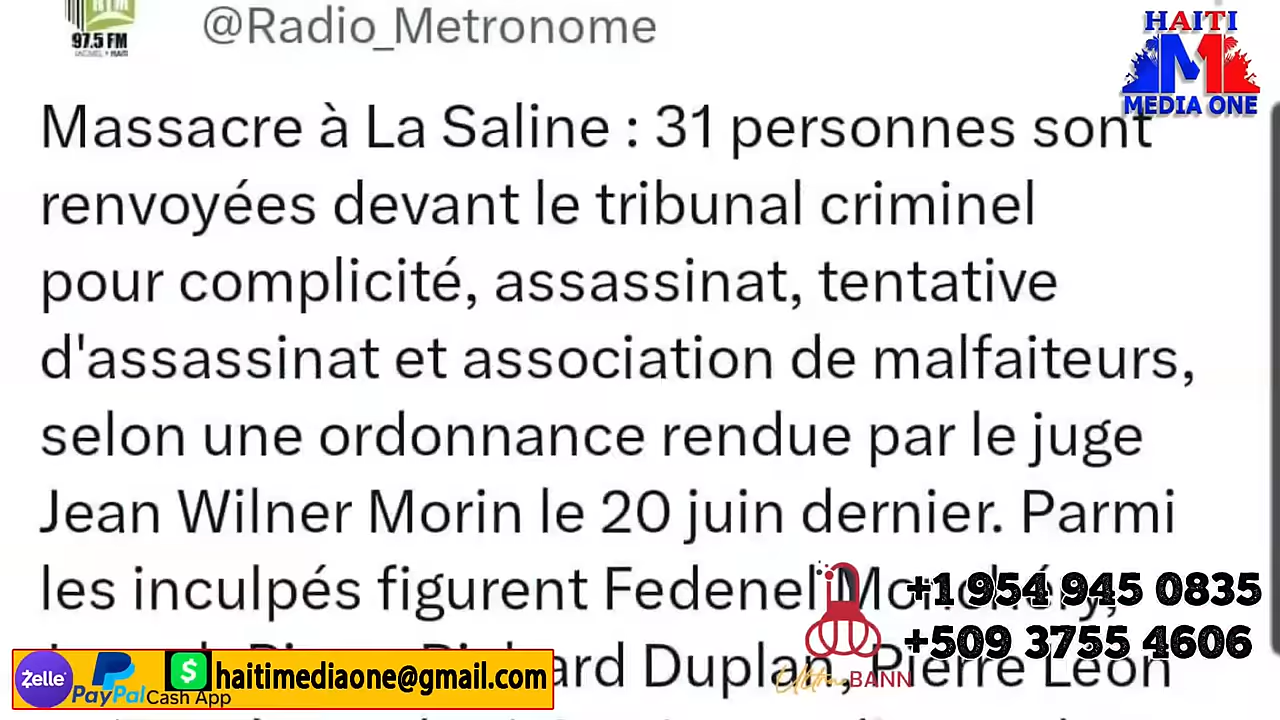 97.5 FM
@Radio_Metronome
HAITI
M
MEDIA ONE
Massacre à La Saline : 31 personnes sont
renvoyées devant le tribunal criminel
pour complicité, assassinat, tentative
d'assassinat et association de malfaiteurs,
selon une ordonnance rendue par le juge
Jean Wilner Morin le 20 juin dernier. Parmi
les inculpés figurent Fedenel
+1 954 945 0835
+509 3755 4606
Duplan, Pierre Léon
BANN
Zelle
PayPal
$
Cash App
haitimediaone@gmail.com